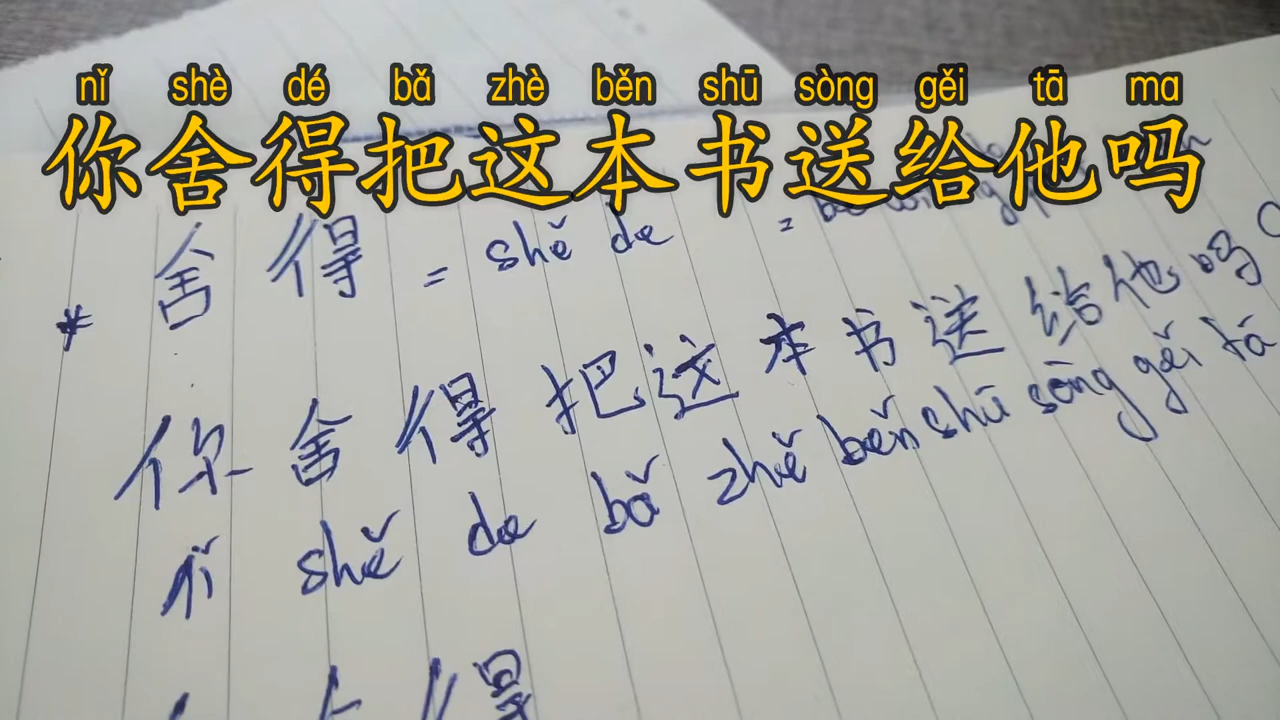 nǐ shè dé bǎ zhè běn shū sòng gěi tā ma
你舍得把这本书送给他吗
* 舍得 = shě de =
你舍得把这本书送给他吗
nǐ shě de bǎ zhě běn shū sòng gěi tá